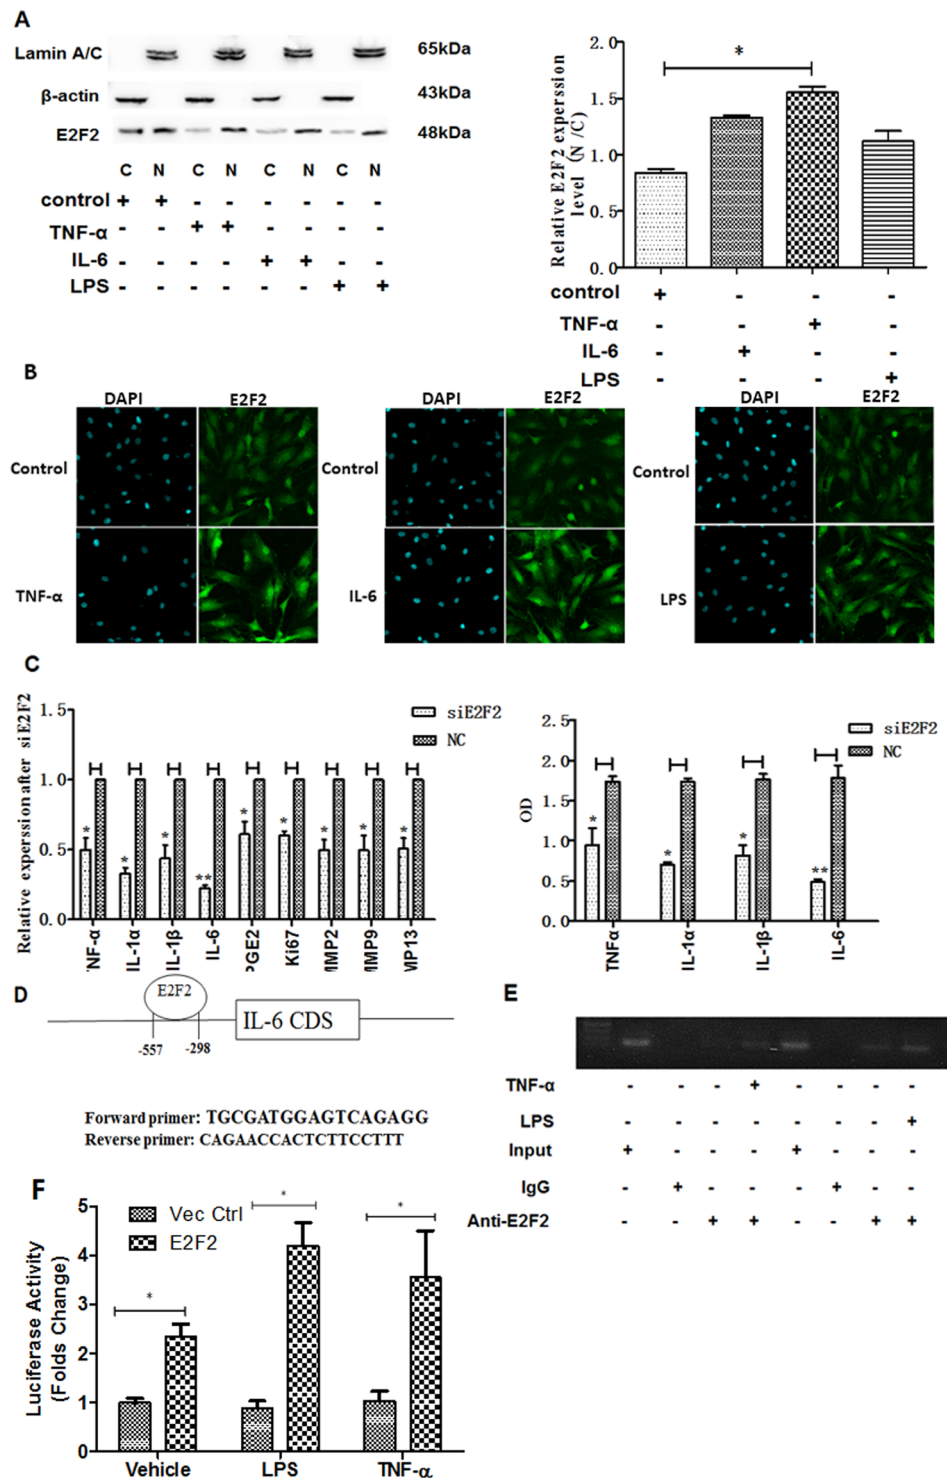 A
Lamin A/C 65kDa
β-actin 43kDa
E2F2 48kDa
C N C N C N C N
control + + - - - - - -
TNF-α - - + + - - - -
IL-6 - - - - + + - -
LPS - - - - - - + +
Relative E2F2 experssion
level (N /C)
2.0
1.5
1.0
0.5
0.0
*
control + - - -
TNF-α - - + -
IL-6 - + - -
LPS - - - +
B
DAPI E2F2 DAPI E2F2 DAPI E2F2
Control Control Control
TNF-α IL-6 LPS
C
Relative experssion after siE2F2
1.5
1.0
0.5
0.0
siE2F2
NC
* * * ** * * * * *
NF-α IL-1α IL-1β IL-6 PGE2 Ki67 MMP2 MMP9 MP13
OD
2.5
2.0
1.5
1.0
0.5
0.0
siE2F2
NC
* * * **
TNFα IL-1α IL-1β IL-6
D
E2F2
IL-6 CDS
-557 -298
Forward primer: TGCGATGGAGTCAGAGG
Reverse primer: CAGAACCACTCTTCCTTT
E
TNF-α - - - + - - - -
LPS - - - - - - - +
Input + - - - + - - -
IgG - + - - - + - -
Anti-E2F2 - - + + - - + +
F
Luciferase Activity
(Folds Change)
5
4
3
2
1
0
Vec Ctrl
E2F2
* * *
Vehicle LPS TNF-α